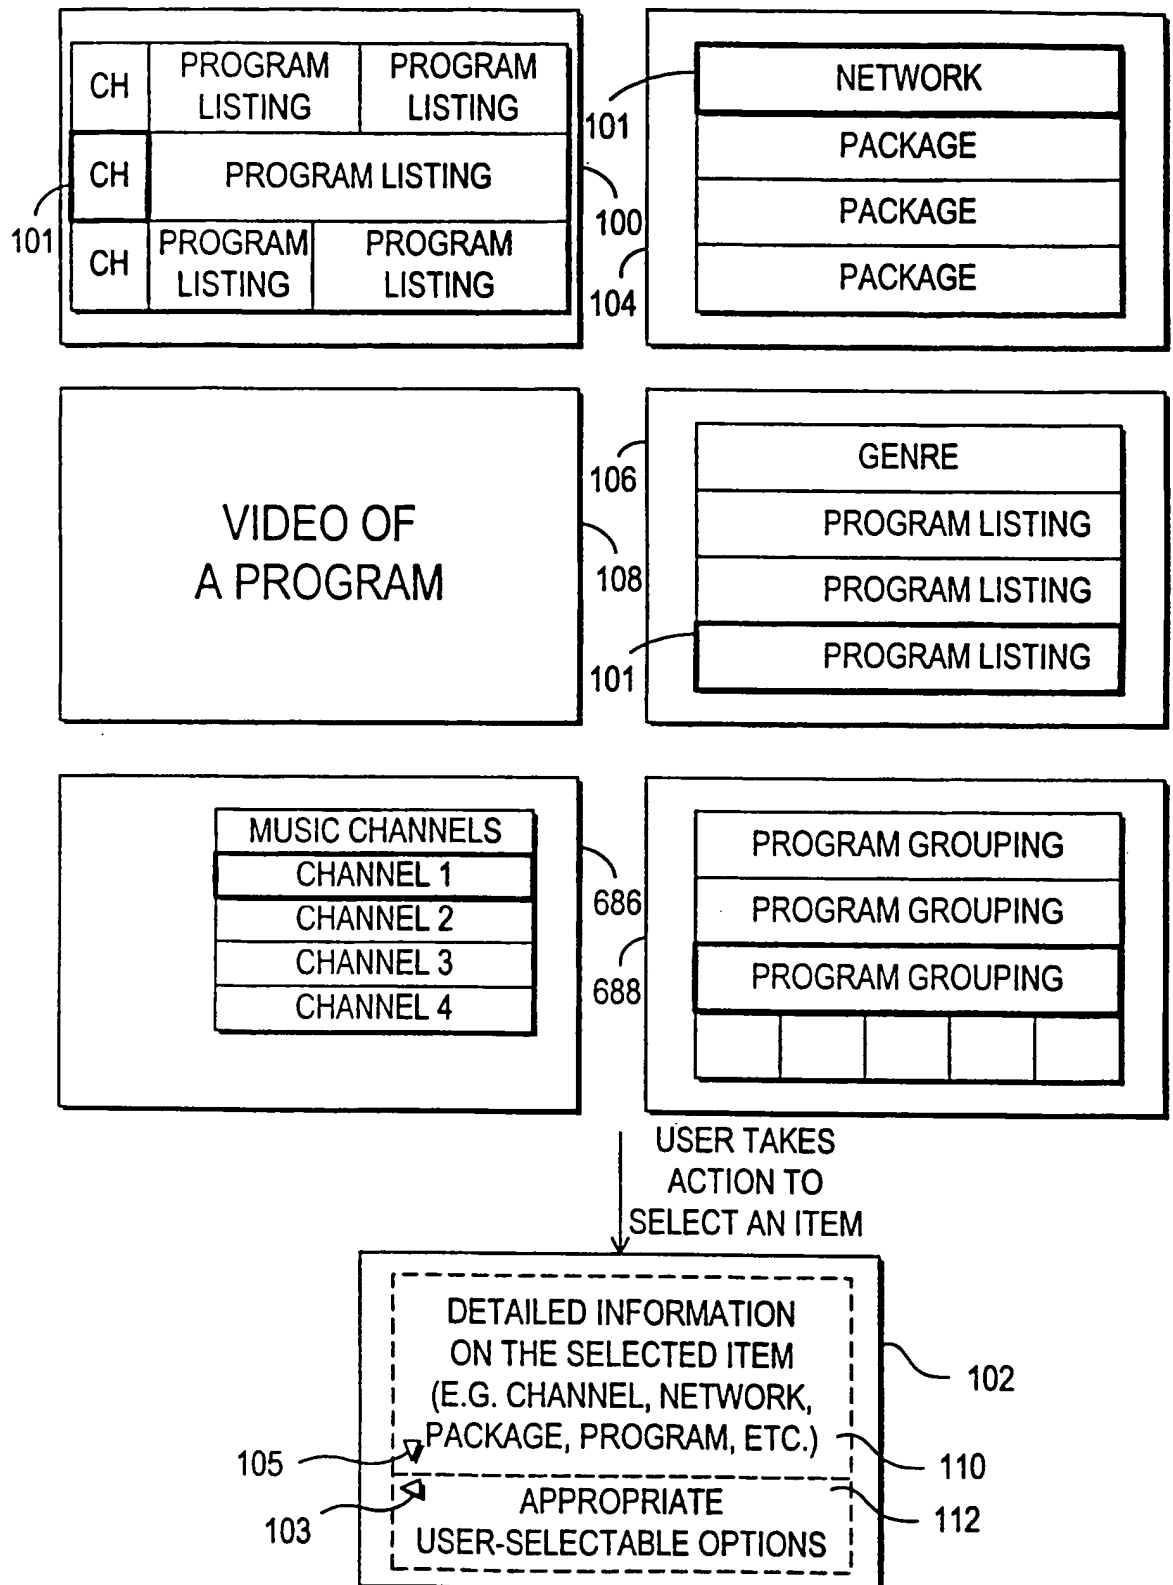 CH
PROGRAM
LISTING
PROGRAM
LISTING
CH
PROGRAM LISTING
CH
PROGRAM
LISTING
PROGRAM
LISTING
101
100
101
NETWORK
PACKAGE
PACKAGE
PACKAGE
104
VIDEO OF
A PROGRAM
108
106
GENRE
PROGRAM LISTING
PROGRAM LISTING
PROGRAM LISTING
101
MUSIC CHANNELS
CHANNEL 1
CHANNEL 2
CHANNEL 3
CHANNEL 4
686
688
PROGRAM GROUPING
PROGRAM GROUPING
PROGRAM GROUPING
USER TAKES
ACTION TO
SELECT AN ITEM
DETAILED INFORMATION
ON THE SELECTED ITEM
(E.G. CHANNEL, NETWORK,
PACKAGE, PROGRAM, ETC.)
102
105
110
103
112
APPROPRIATE
USER-SELECTABLE OPTIONS